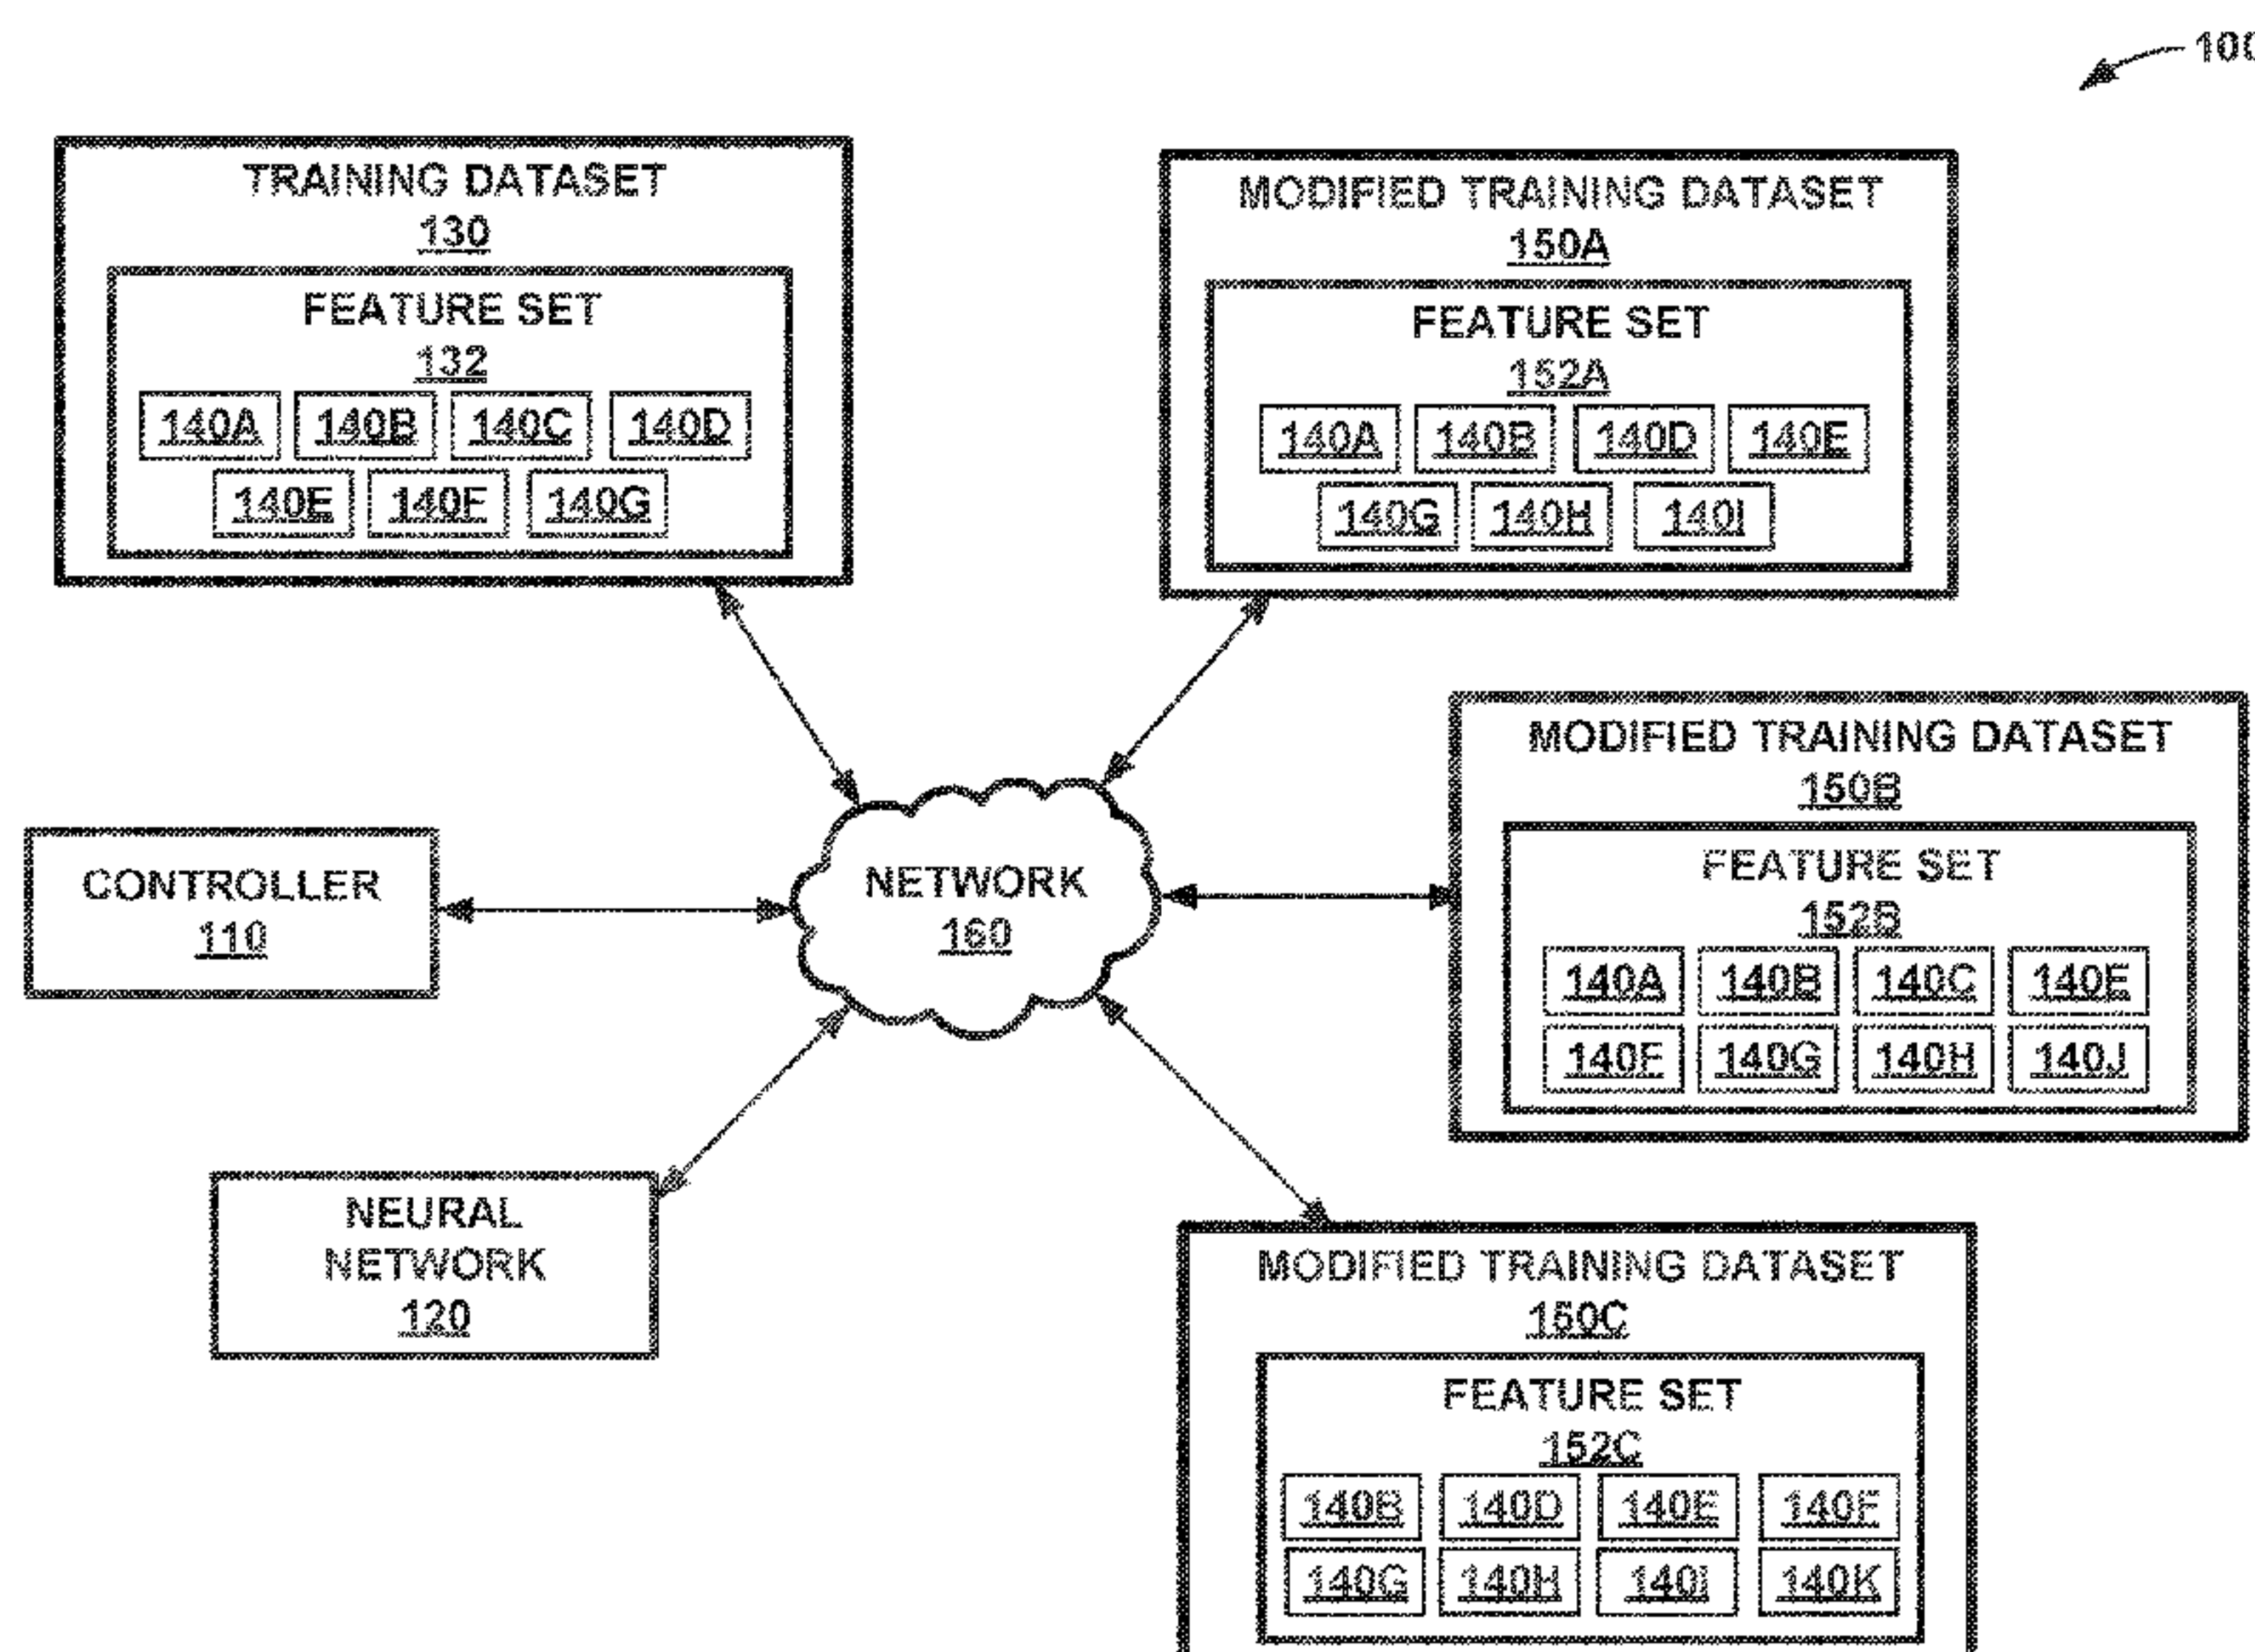 100
TRAINING DATASET
130
FEATURE SET
132
140A 140B 140C 140D
140E 140F 140G
MODIFIED TRAINING DATASET
150A
FEATURE SET
152A
140A 140B 140D 140E
140G 140H 140I
MODIFIED TRAINING DATASET
150B
FEATURE SET
152B
140A 140B 140C 140E
140F 140G 140H 140J
CONTROLLER
110
NETWORK
160
NEURAL
NETWORK
120
MODIFIED TRAINING DATASET
150C
FEATURE SET
152C
140B 140D 140E 140F
140G 140H 140I 140K